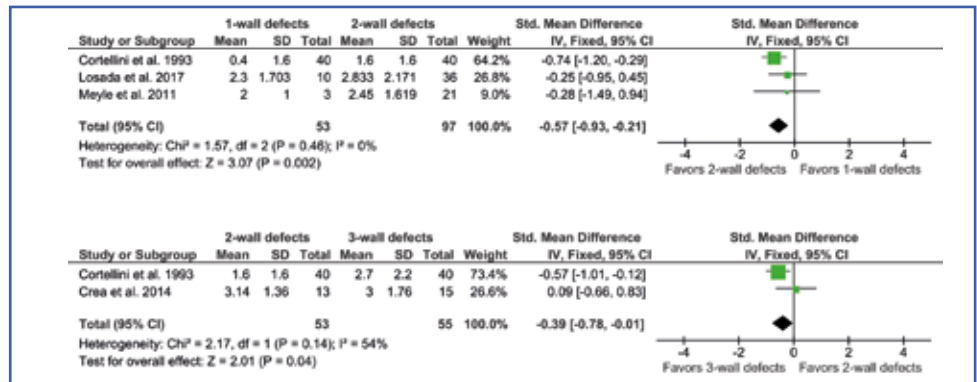 1-wall defects 2-wall defects Std. Mean Difference Std. Mean Difference
Study or Subgroup Mean SD Total Mean SD Total Weight IV, Fixed, 95% CI IV, Fixed, 95% CI
Cortellini et al. 1993 0.4 1.6 40 1.6 1.6 40 64.2% -0.74 [-1.20, -0.29]
Losada et al. 2017 2.3 1.703 10 2.833 2.171 36 26.8% -0.25 [-0.95, 0.45]
Meyle et al. 2011 2 1 3 2.45 1.619 21 9.0% -0.28 [-1.49, 0.94]
Total (95% CI) 53 97 100.0% -0.57 [-0.93, -0.21]
Heterogeneity: Chi² = 1.57, df = 2 (P = 0.46); I² = 0%
Test for overall effect: Z = 3.07 (P = 0.002)
-4 -2 0 2 4
Favors 2-wall defects Favors 1-wall defects
2-wall defects 3-wall defects Std. Mean Difference Std. Mean Difference
Study or Subgroup Mean SD Total Mean SD Total Weight IV, Fixed, 95% CI IV, Fixed, 95% CI
Cortellini et al. 1993 1.6 1.6 40 2.7 2.2 40 73.4% -0.57 [-1.01, -0.12]
Crea et al. 2014 3.14 1.36 13 3 1.76 15 26.6% 0.09 [-0.66, 0.83]
Total (95% CI) 53 55 100.0% -0.39 [-0.78, -0.01]
Heterogeneity: Chi² = 2.17, df = 1 (P = 0.14); I² = 54%
Test for overall effect: Z = 2.01 (P = 0.04)
-4 -2 0 2 4
Favors 3-wall defects Favors 2-wall defects